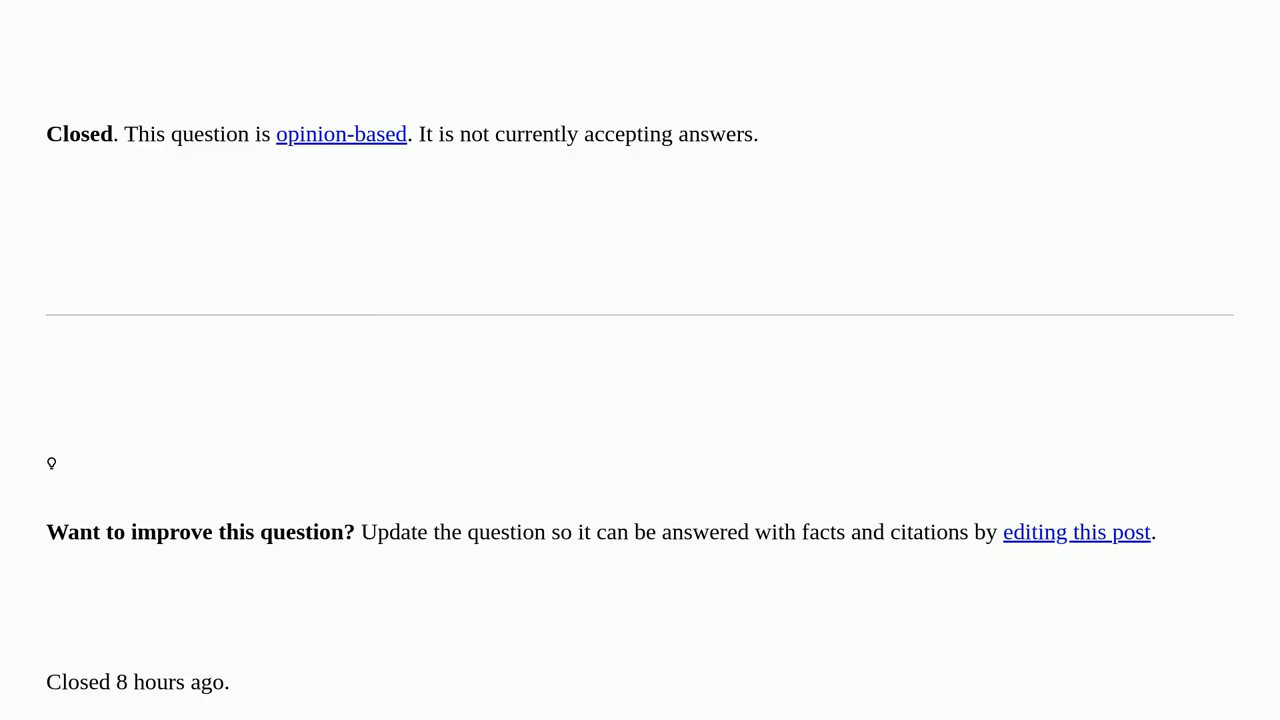 Closed. This question is opinion-based. It is not currently accepting answers.
Want to improve this question? Update the question so it can be answered with facts and citations by editing this post.
Closed 8 hours ago.